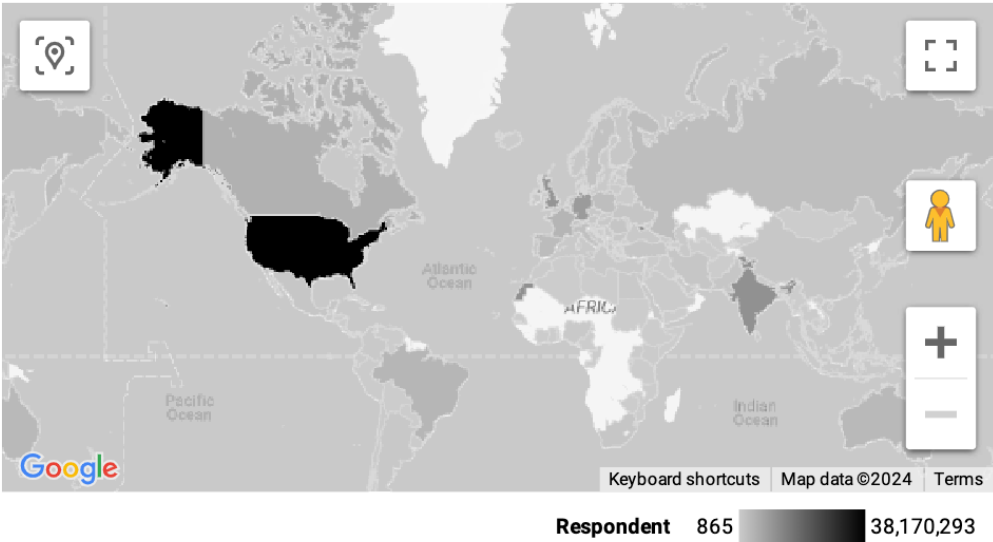 Atlantic
Ocean
AFRICA
Pacific
Ocean
Indian
Ocean
Google
Keyboard shortcuts
Map data ©2024
Terms
Respondent 865 38,170,293